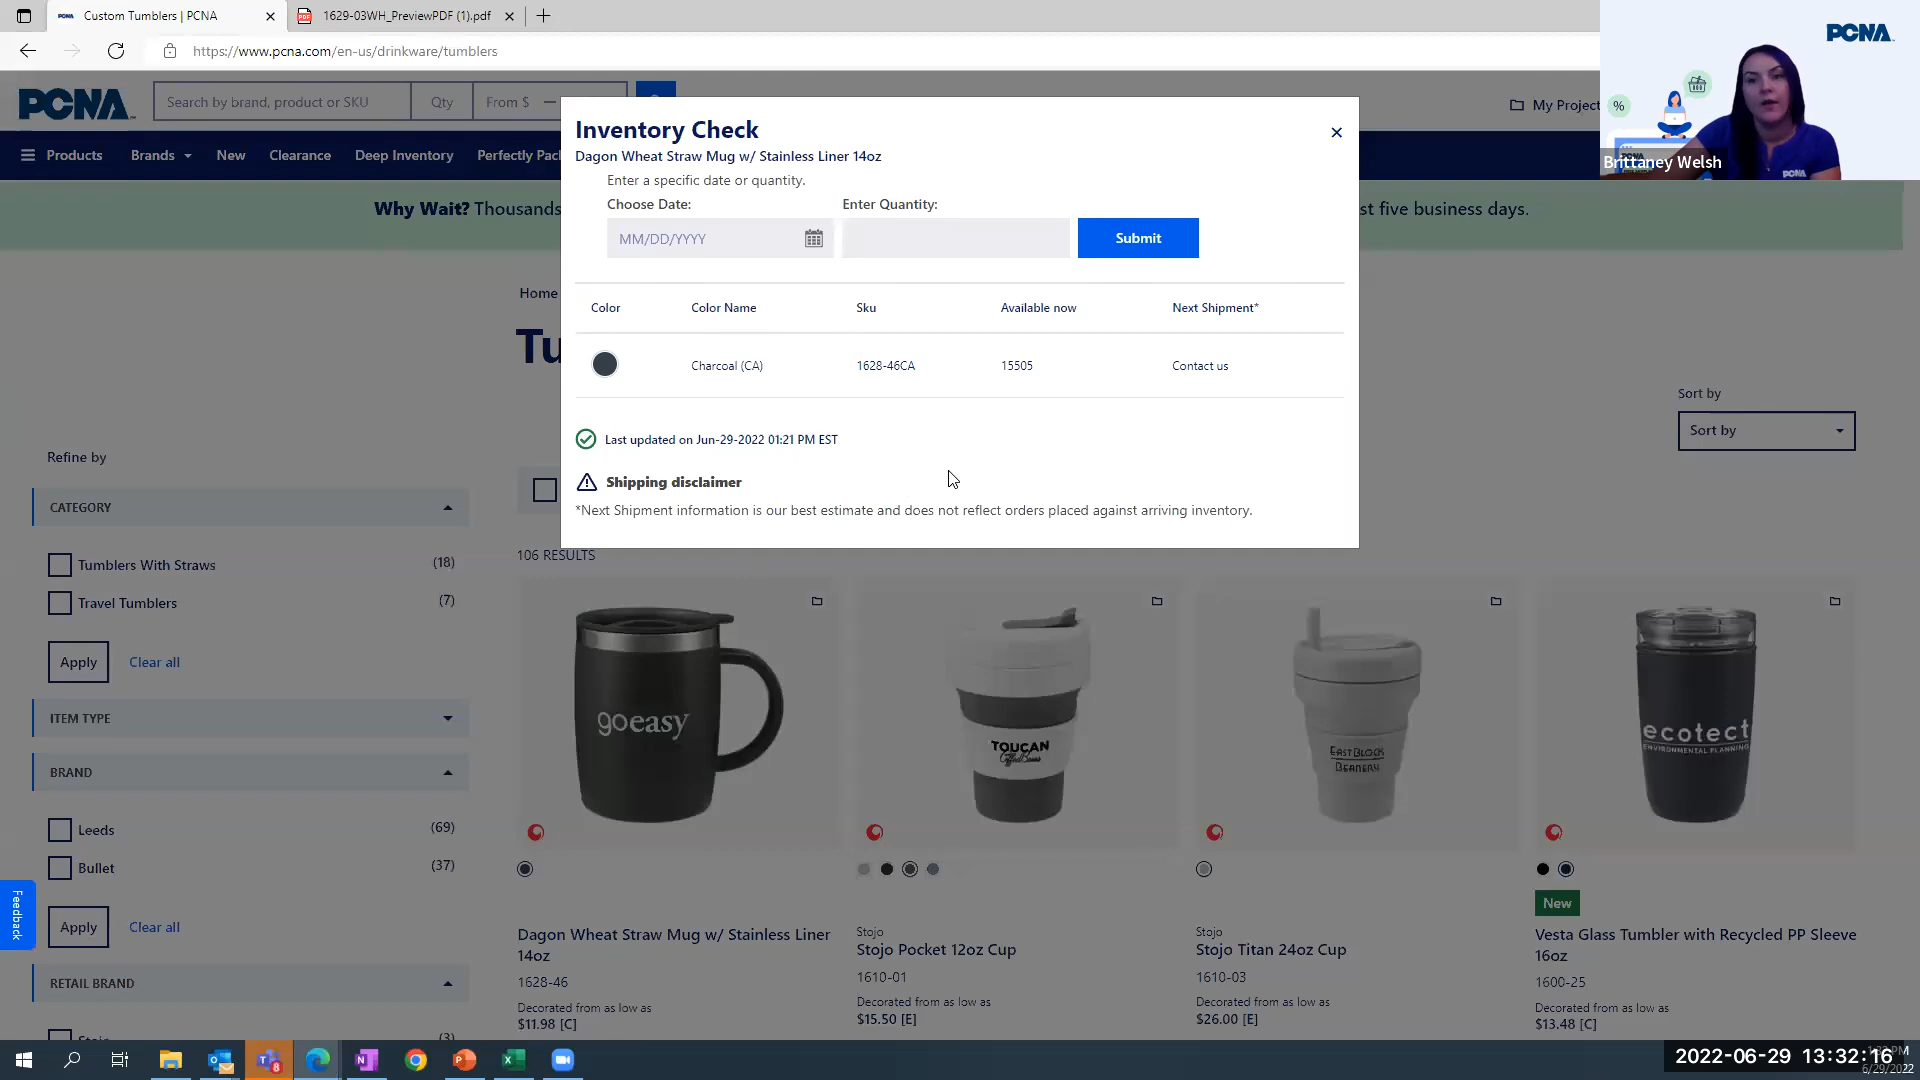 Custom Tumblers | PCNA
1629-03WH_PreviewPDF (1).pdf
https://www.pcna.com/en-us/drinkware/tumblers
PCNA
Search by brand, product or SKU
Qty
From $
My Project
Products
Brands
New
Clearance
Deep Inventory
Perfectly Pac
PCNA
%
PCNA
Brittaney Welsh
Why Wait? Thousands
st five business days.
Home
Tu
Inventory Check
Dagon Wheat Straw Mug w/ Stainless Liner 14oz
Enter a specific date or quantity.
Choose Date:
Enter Quantity:
MM/DD/YYYY
Submit
Color
Color Name
Sku
Available now
Next Shipment*
Charcoal (CA)
1628-46CA
15505
Contact us
Last updated on Jun-29-2022 01:21 PM EST
Shipping disclaimer
*Next Shipment information is our best estimate and does not reflect orders placed against arriving inventory.
Sort by
Sort by
Refine by
CATEGORY
Tumblers With Straws
(18)
Travel Tumblers
(7)
Apply
Clear all
ITEM TYPE
BRAND
Leeds
(69)
Bullet
(37)
Apply
Clear all
RETAIL BRAND
(3)
Feedback
106 RESULTS
goeasy
TOUCAN
EASTBLOCK
BEANERY
ecotect
ENVIRONMENTAL PLANNING
Dagon Wheat Straw Mug w/ Stainless Liner
14oz
1628-46
Decorated from as low as
$11.98 [C]
Stojo
Stojo Pocket 12oz Cup
1610-01
Decorated from as low as
$15.50 [E]
Stojo
Stojo Titan 24oz Cup
1610-03
Decorated from as low as
$26.00 [E]
New
Vesta Glass Tumbler with Recycled PP Sleeve
16oz
1600-25
Decorated from as low as
$13.48 [C]
2022-06-29 13:32:16
6/29/2022